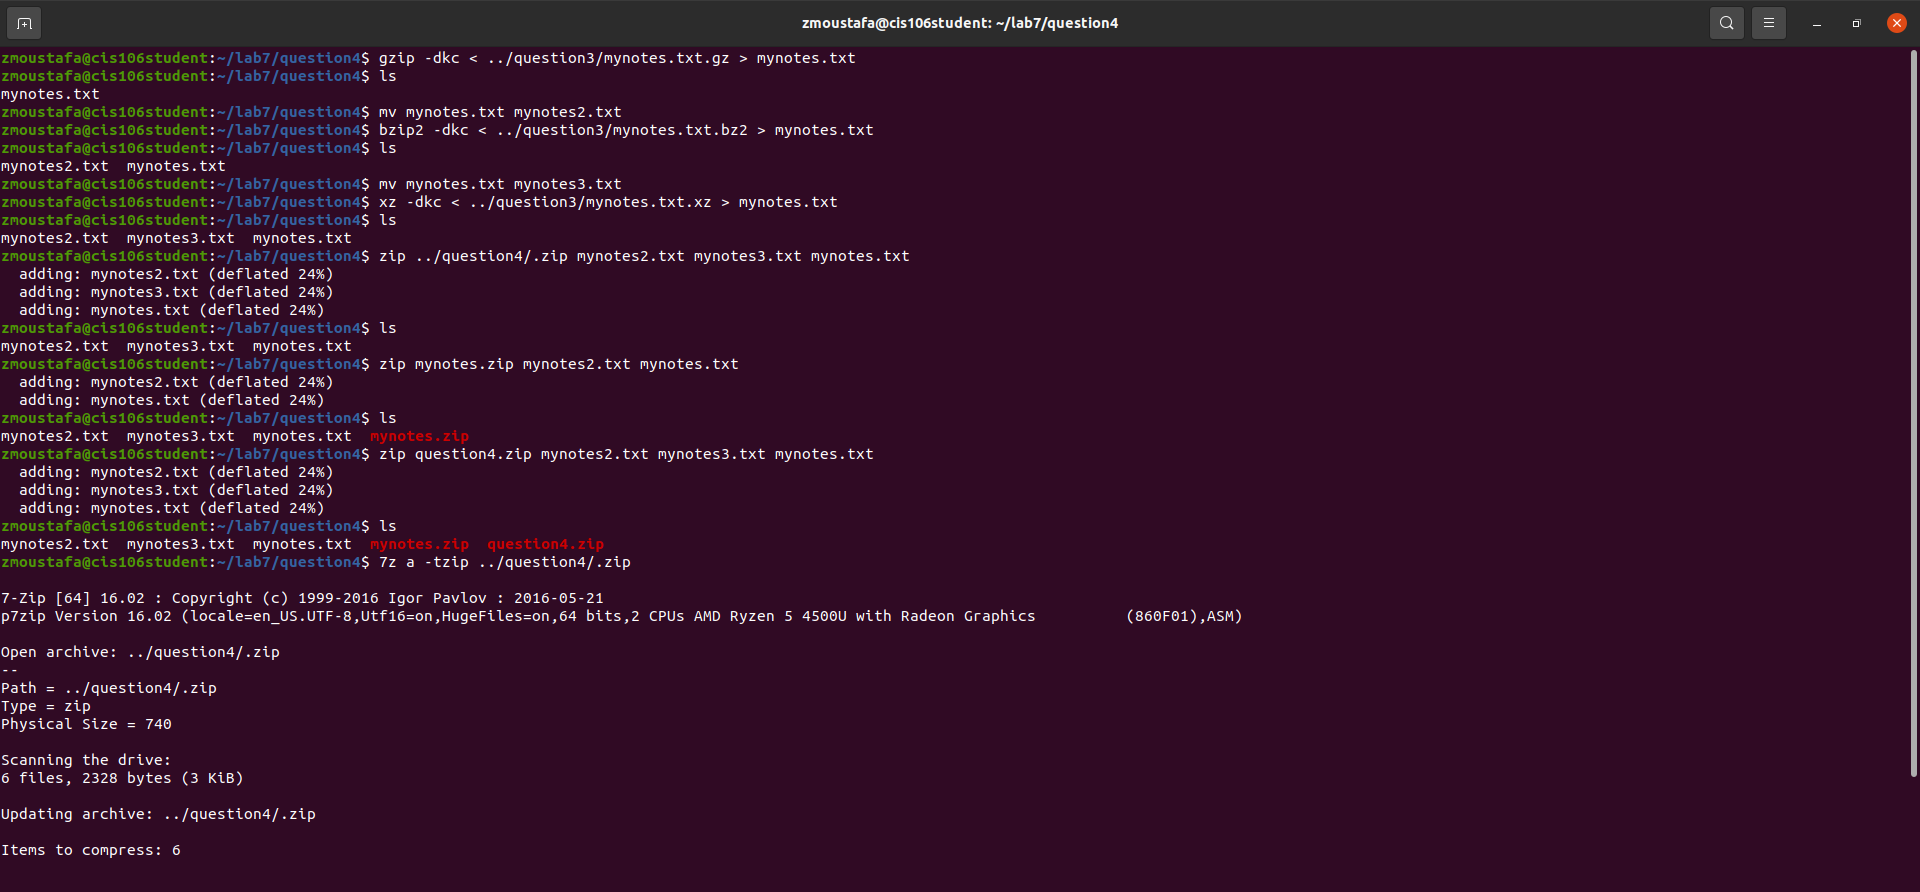 zmoustafa@cis106student: ~/lab7/question4
zmoustafa@cis106student:~/lab7/question4$ gzip -dkc < ../question3/mynotes.txt.gz > mynotes.txt
zmoustafa@cis106student:~/lab7/question4$ ls
mynotes.txt
zmoustafa@cis106student:~/lab7/question4$ mv mynotes.txt mynotes2.txt
zmoustafa@cis106student:~/lab7/question4$ bzip2 -dkc < ../question3/mynotes.txt.bz2 > mynotes.txt
zmoustafa@cis106student:~/lab7/question4$ ls
mynotes2.txt  mynotes.txt
zmoustafa@cis106student:~/lab7/question4$ mv mynotes.txt mynotes3.txt
zmoustafa@cis106student:~/lab7/question4$ xz -dkc < ../question3/mynotes.txt.xz > mynotes.txt
zmoustafa@cis106student:~/lab7/question4$ ls
mynotes2.txt  mynotes3.txt  mynotes.txt
zmoustafa@cis106student:~/lab7/question4$ zip ../question4/.zip mynotes2.txt mynotes3.txt mynotes.txt
  adding: mynotes2.txt (deflated 24%)
  adding: mynotes3.txt (deflated 24%)
  adding: mynotes.txt (deflated 24%)
zmoustafa@cis106student:~/lab7/question4$ ls
mynotes2.txt  mynotes3.txt  mynotes.txt
zmoustafa@cis106student:~/lab7/question4$ zip mynotes.zip mynotes2.txt mynotes.txt
  adding: mynotes2.txt (deflated 24%)
  adding: mynotes.txt (deflated 24%)
zmoustafa@cis106student:~/lab7/question4$ ls
mynotes2.txt  mynotes3.txt  mynotes.txt  mynotes.zip
zmoustafa@cis106student:~/lab7/question4$ zip question4.zip mynotes2.txt mynotes3.txt mynotes.txt
  adding: mynotes2.txt (deflated 24%)
  adding: mynotes3.txt (deflated 24%)
  adding: mynotes.txt (deflated 24%)
zmoustafa@cis106student:~/lab7/question4$ ls
mynotes2.txt  mynotes3.txt  mynotes.txt  mynotes.zip  question4.zip
zmoustafa@cis106student:~/lab7/question4$ 7z a -tzip ../question4/.zip
7-Zip [64] 16.02 : Copyright (c) 1999-2016 Igor Pavlov : 2016-05-21
p7zip Version 16.02 (locale=en_US.UTF-8,Utf16=on,HugeFiles=on,64 bits,2 CPUs AMD Ryzen 5 4500U with Radeon Graphics          (860F01),ASM)
Open archive: ../question4/.zip
--
Path = ../question4/.zip
Type = zip
Physical Size = 740
Scanning the drive:
6 files, 2328 bytes (3 KiB)
Updating archive: ../question4/.zip
Items to compress: 6